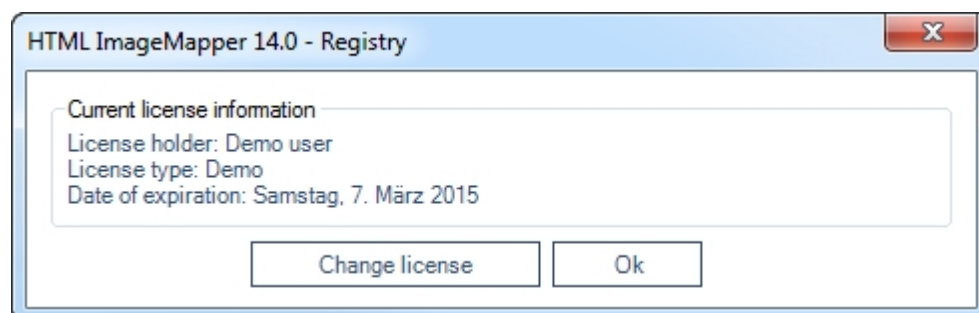 HTML ImageMapper 14.0 - Registry
Current license information
License holder: Demo user
License type: Demo
Date of expiration: Samstag, 7. März 2015
Change license
Ok